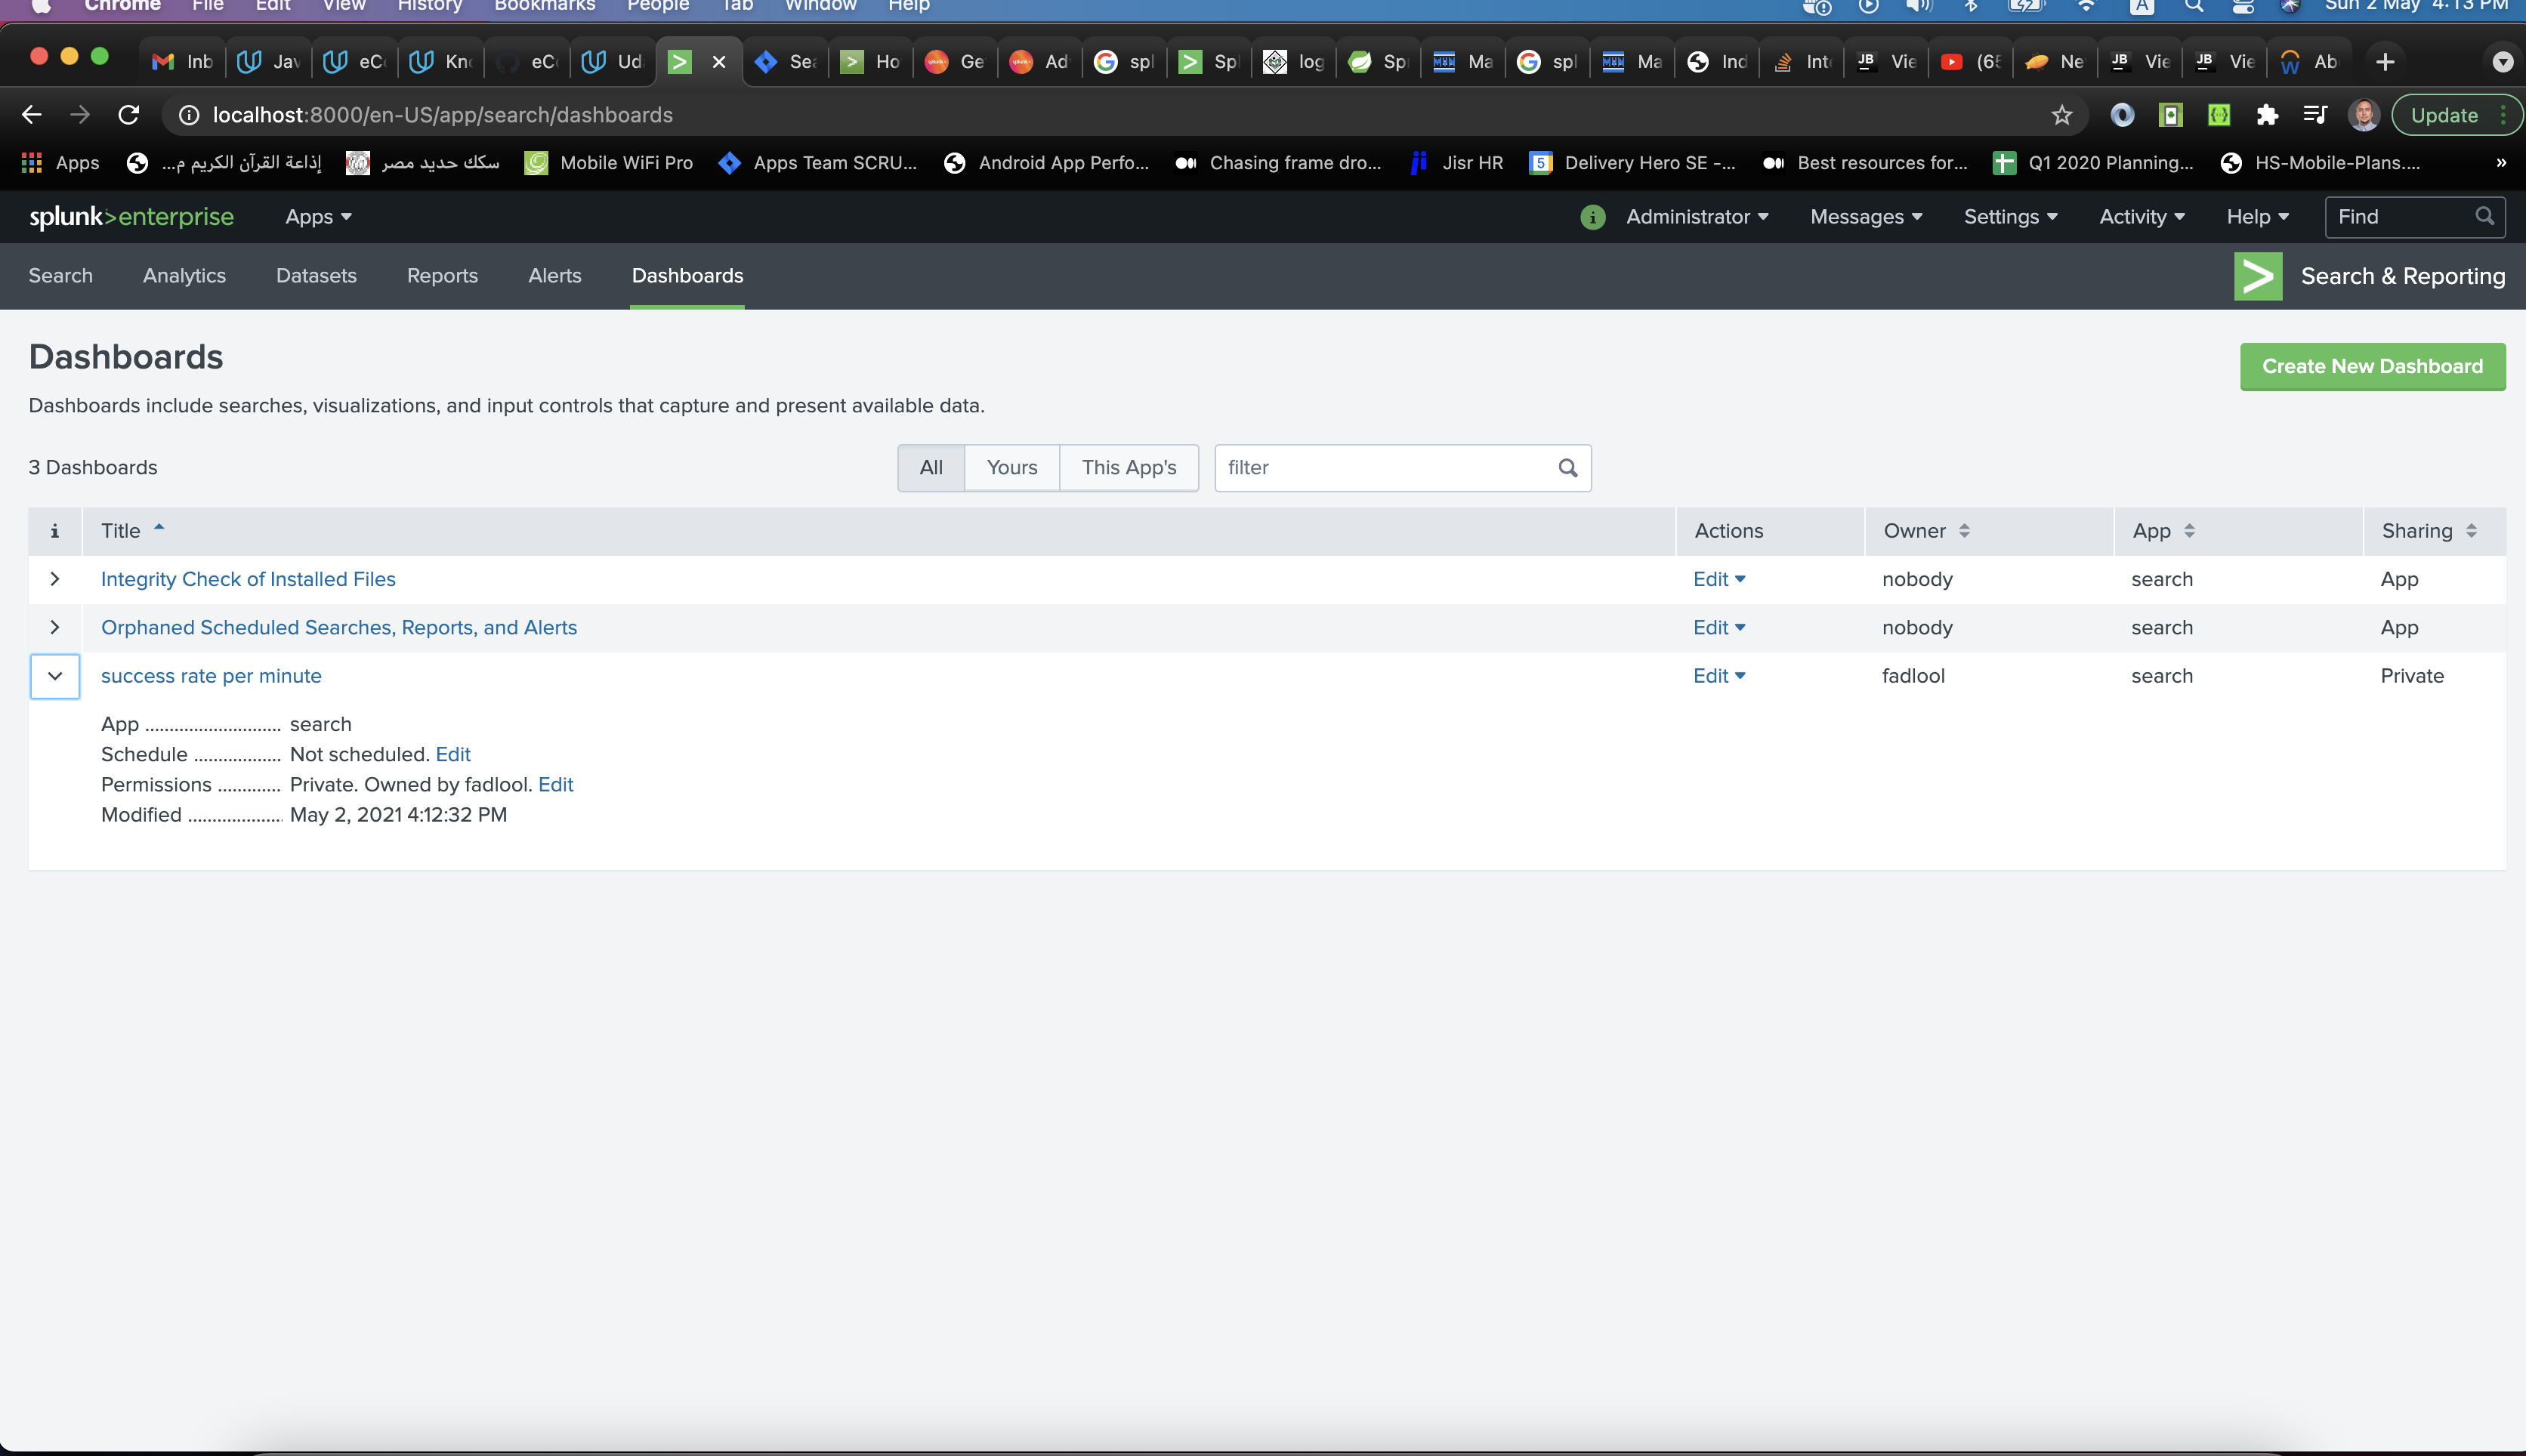 Chrome File Edit View History Bookmarks People Tab Window Help Sun 2 May 4:13 PM
Inb Jav eCo Kno eCo Ud Sea Ho Ge Ad spl Spl log Sp Ma spl Ma Ind Int Vie (65 Ne Vie Vie Ab
localhost:8000/en-US/app/search/dashboards Update
Apps إذاعة القرآن الكريم م... سكك حديد مصر Mobile WiFi Pro Apps Team SCRU... Android App Perfo... Chasing frame dro... Jisr HR Delivery Hero SE -... Best resources for... Q1 2020 Planning... HS-Mobile-Plans.... »
splunk>enterprise Apps Administrator Messages Settings Activity Help Find
Search Analytics Datasets Reports Alerts Dashboards Search & Reporting
Dashboards
Create New Dashboard
Dashboards include searches, visualizations, and input controls that capture and present available data.
3 Dashboards All Yours This App's filter
i Title Actions Owner App Sharing
Integrity Check of Installed Files Edit nobody search App
Orphaned Scheduled Searches, Reports, and Alerts Edit nobody search App
success rate per minute Edit fadlool search Private
App ............................ search
Schedule .................. Not scheduled. Edit
Permissions ............. Private. Owned by fadlool. Edit
Modified .................... May 2, 2021 4:12:32 PM